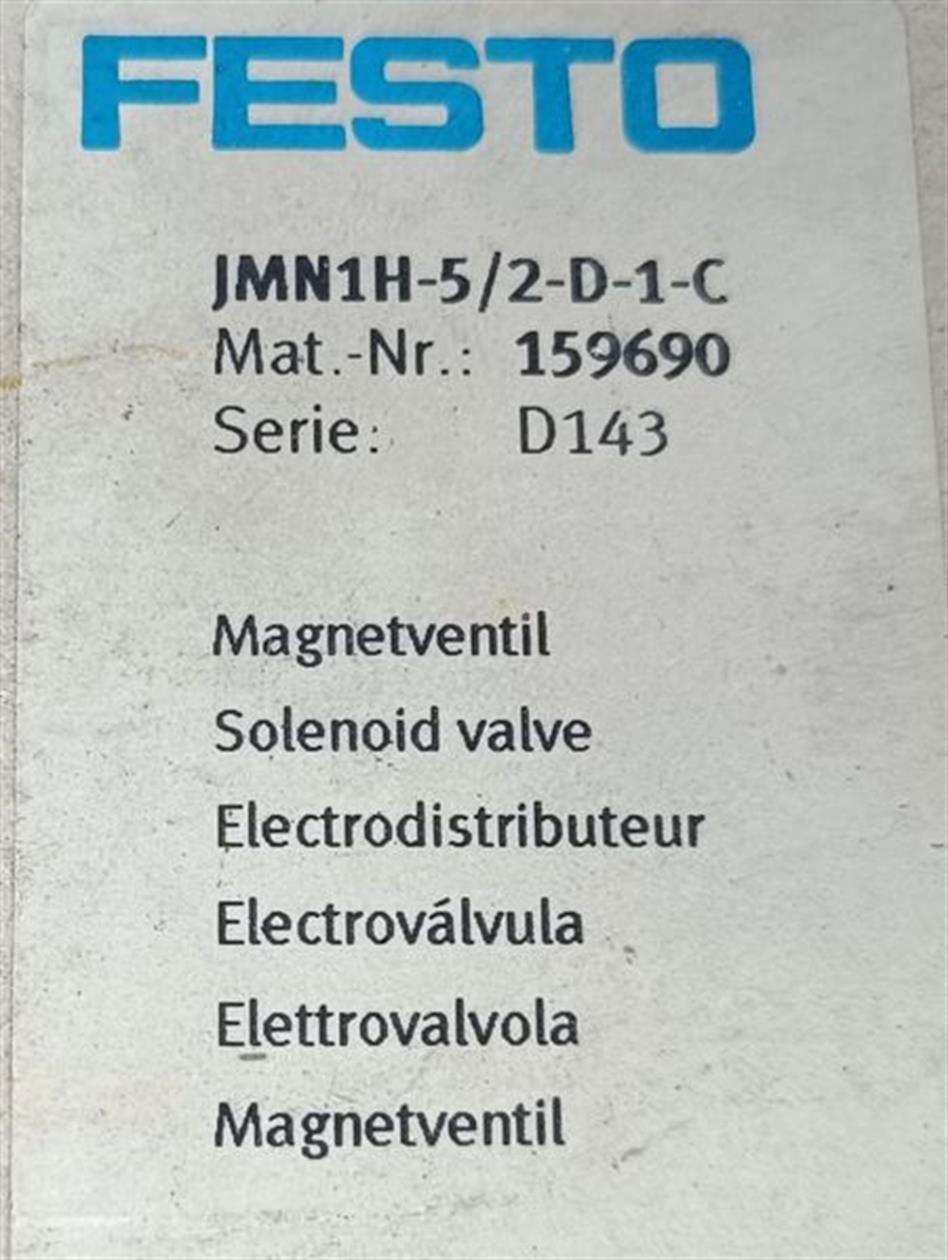 FESTO
JMN1H-5/2-D-1-C
Mat.-Nr.: 159690
Serie: D143
Magnetventil
Solenoid valve
Electrodistributeur
Electroválvula
Elettrovalvola
Magnetventil